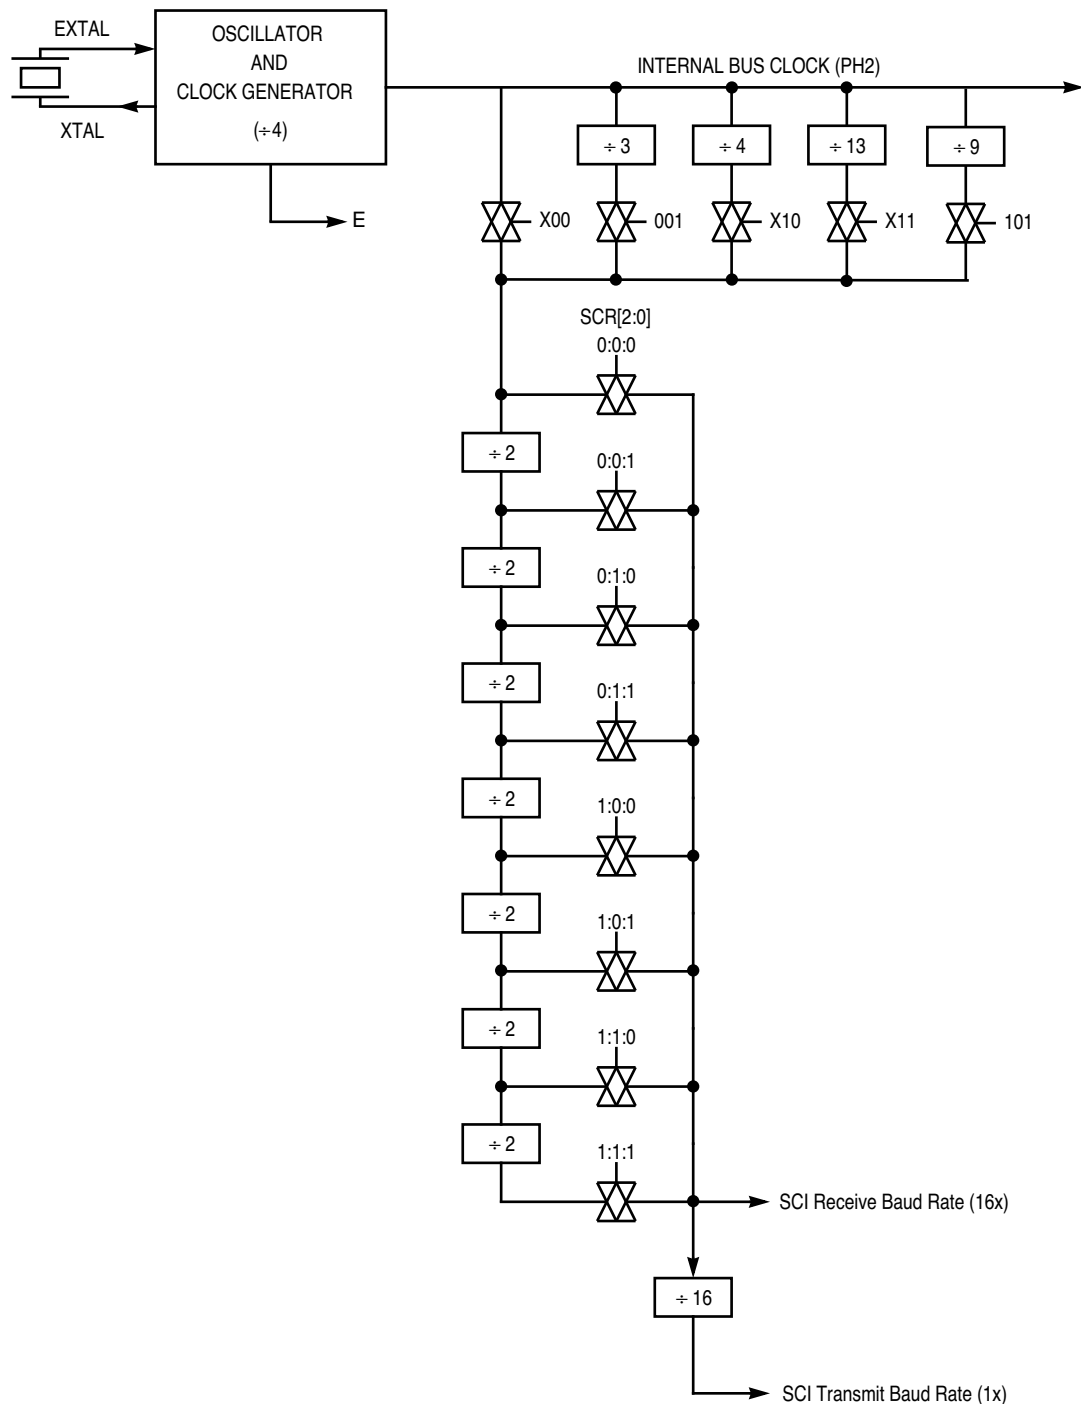 EXTAL
XTAL
OSCILLATOR
AND
CLOCK GENERATOR
(÷4)
E
INTERNAL BUS CLOCK (PH2)
÷ 3
÷ 4
÷ 13
÷ 9
X00
001
X10
X11
101
SCR[2:0]
0:0:0
÷ 2
0:0:1
÷ 2
0:1:0
÷ 2
0:1:1
÷ 2
1:0:0
÷ 2
1:0:1
÷ 2
1:1:0
÷ 2
1:1:1
SCI Receive Baud Rate (16x)
÷ 16
SCI Transmit Baud Rate (1x)